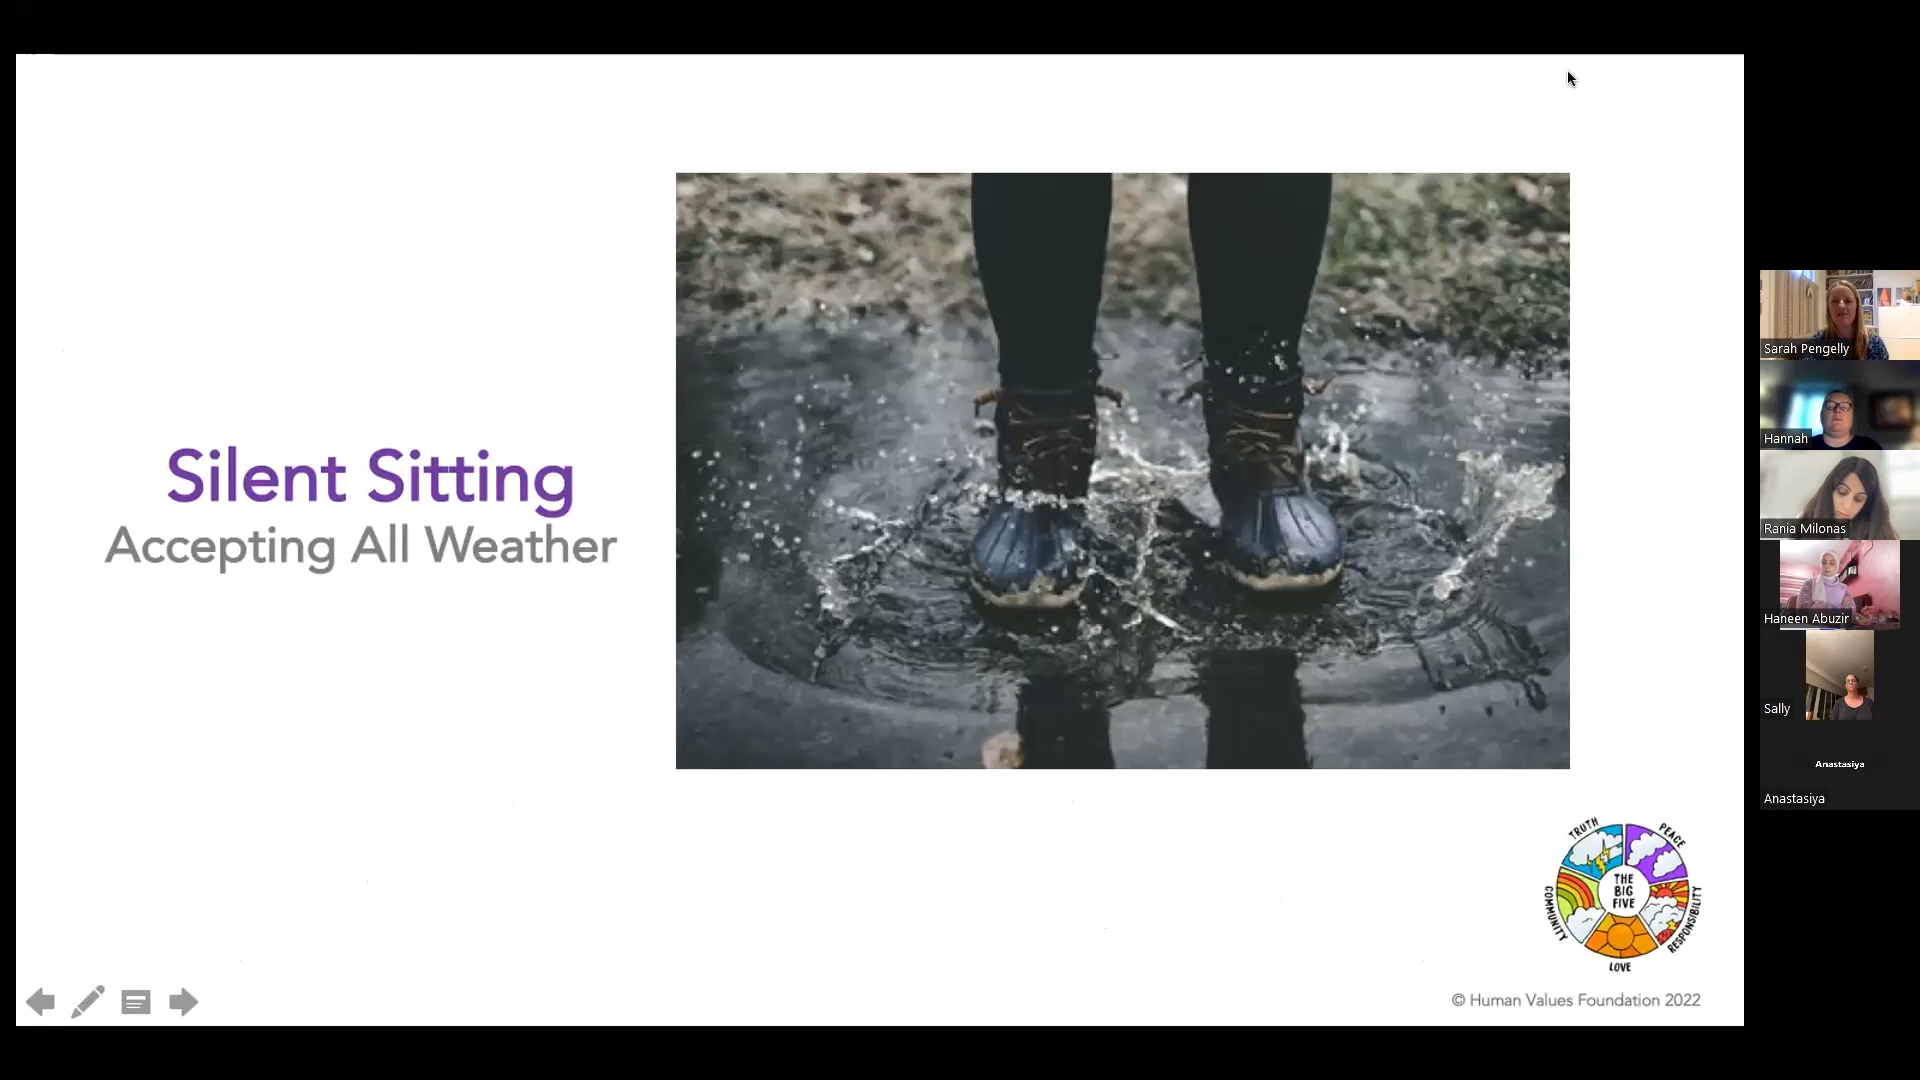 Silent Sitting
Accepting All Weather
TRUTH
PEACE
THE
BIG
FIVE
COMMUNITY
RESPONSIBILITY
LOVE
© Human Values Foundation 2022
Sarah Pengelly
Hannah
Rania Milonas
Haneen Abuzir
Sally
Anastasiya
Anastasiya